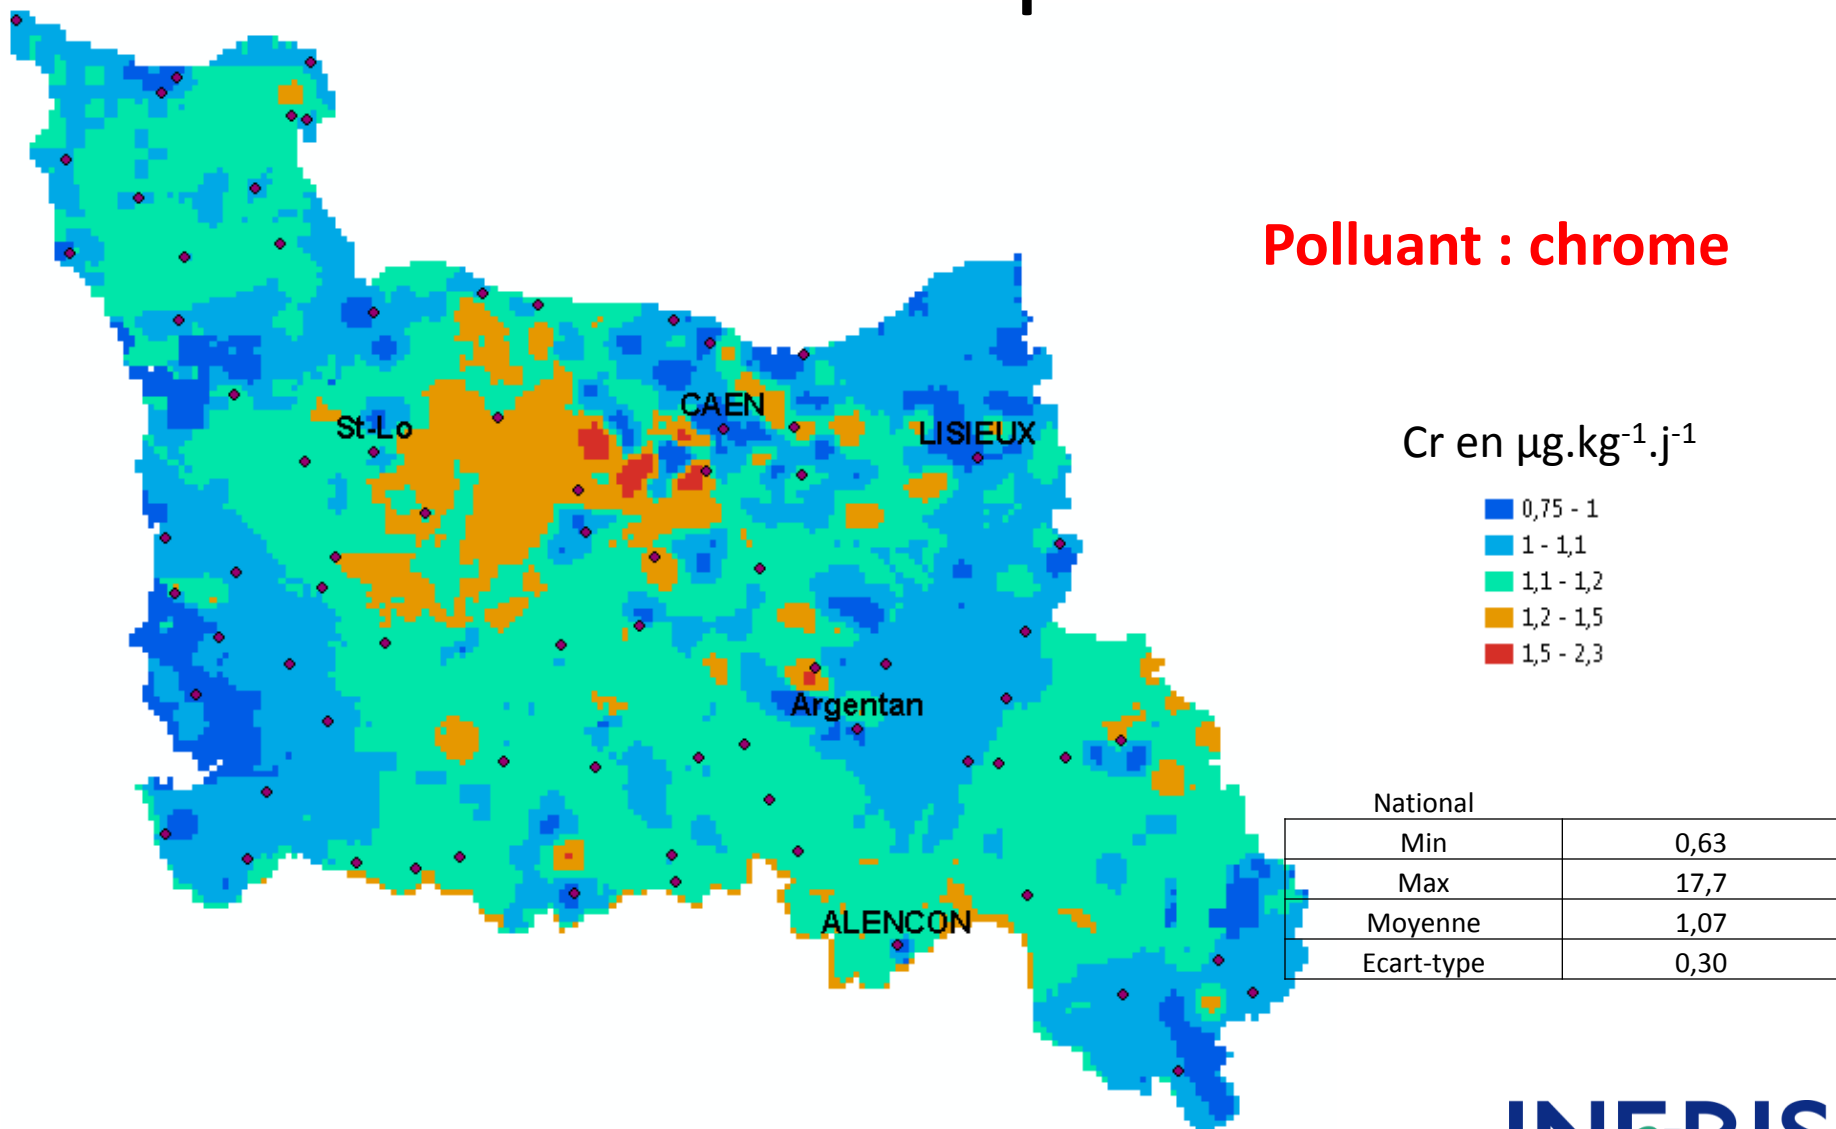 Polluant : chrome
CAEN
St-Lo
LISIEUX
Cr en µg.kg-1.j-1
0,75 - 1
1 - 1,1
1,1 - 1,2
1,2 - 1,5
1,5 - 2,3
Argentan
National
Min 0,63
Max 17,7
Moyenne 1,07
Ecart-type 0,30
ALENCON
INERIS